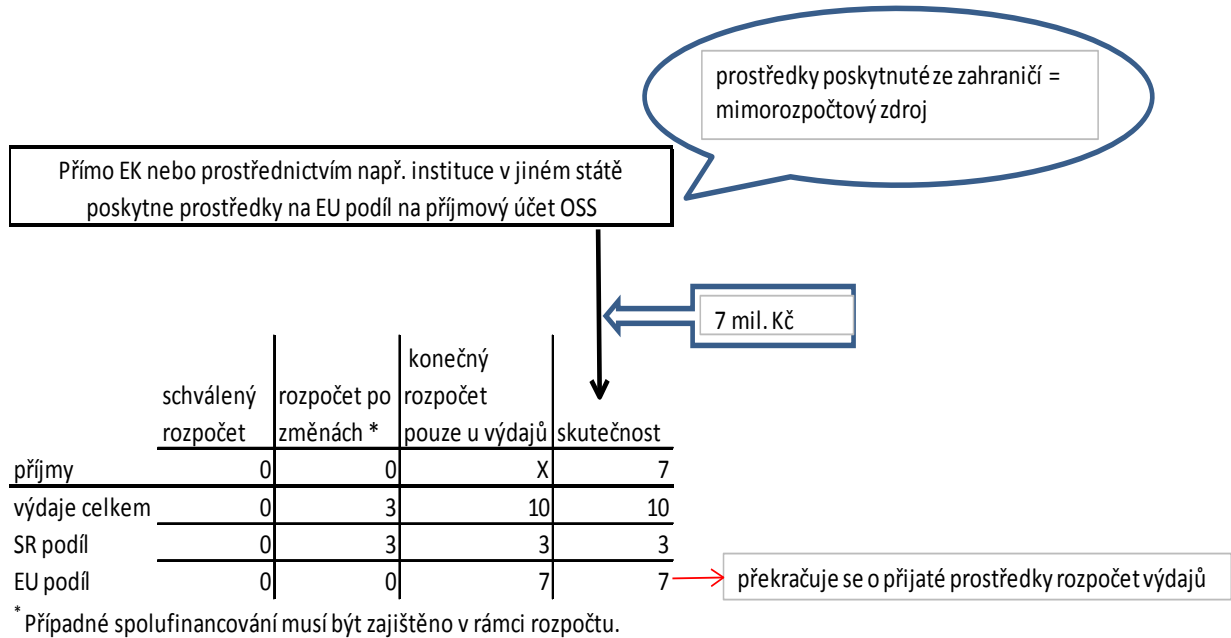 prostředky poskytnuté ze zahraničí =
mimorozpočtový zdroj
Přímo EK nebo prostřednictvím např. instituce v jiném státě
poskytne prostředky na EU podíl na příjmový účet OSS
7 mil. Kč
schválený rozpočet | rozpočet po změnách * | konečný rozpočet pouze u výdajů | skutečnost
příjmy 0 0 X 7
výdaje celkem 0 3 10 10
SR podíl 0 3 3 3
EU podíl 0 0 7 7
překračuje se o přijaté prostředky rozpočet výdajů
* Případné spolufinancování musí být zajištěno v rámci rozpočtu.